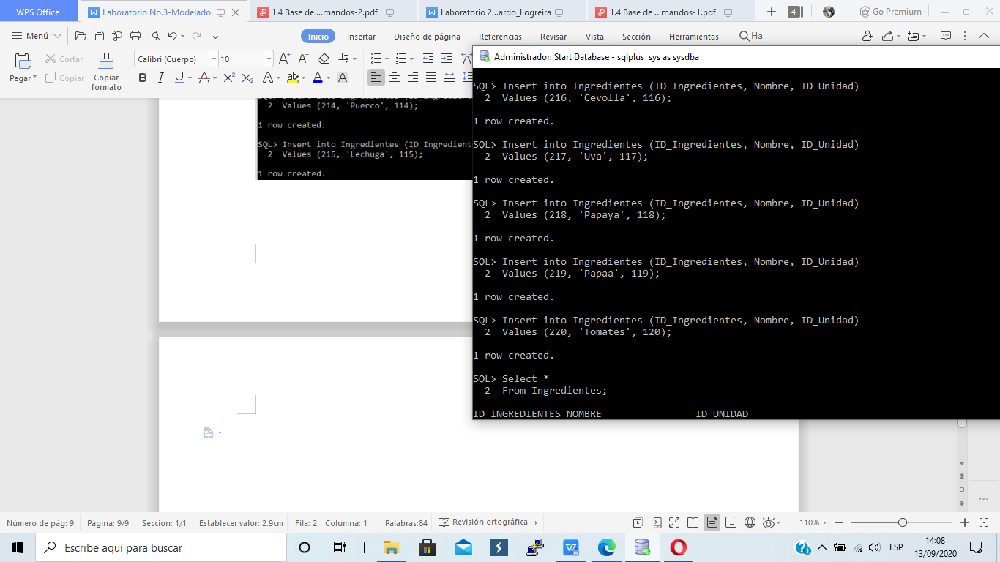 WPS Office
Laboratorio No.3-Modelado
1.4 Base de ...mandos-2.pdf
Laboratorio 2...ardo_Logreira
1.4 Base de ...mandos-1.pdf
4
Go Premium
Menú
Inicio
Insertar
Diseño de página
Referencias
Revisar
Vista
Sección
Herramientas
Ha
Pegar
Cortar
Copiar
Copiar
formato
Calibri (Cuerpo)
10
Administrador: Start Database - sqlplus sys as sysdba
2 Values (214, 'Puerco', 114);
1 row created.
SQL> Insert into Ingredientes (ID_Ingredient
2 Values (215, 'Lechuga', 115);
1 row created.
SQL> Insert into Ingredientes (ID_Ingredientes, Nombre, ID_Unidad)
2 Values (216, 'Cevolla', 116);
1 row created.
SQL> Insert into Ingredientes (ID_Ingredientes, Nombre, ID_Unidad)
2 Values (217, 'Uva', 117);
1 row created.
SQL> Insert into Ingredientes (ID_Ingredientes, Nombre, ID_Unidad)
2 Values (218, 'Papaya', 118);
1 row created.
SQL> Insert into Ingredientes (ID_Ingredientes, Nombre, ID_Unidad)
2 Values (219, 'Papaa', 119);
1 row created.
SQL> Insert into Ingredientes (ID_Ingredientes, Nombre, ID_Unidad)
2 Values (220, 'Tomates', 120);
1 row created.
SQL> Select *
2 From Ingredientes;
ID_INGREDIENTES NOMBRE ID_UNIDAD
Número de pág: 9
Página: 9/9
Sección: 1/1
Establecer valor: 2.9cm
Fila: 2
Columna: 1
Palabras:84
Revisión ortográfica
110%
Escribe aquí para buscar
ESP
14:08
13/09/2020